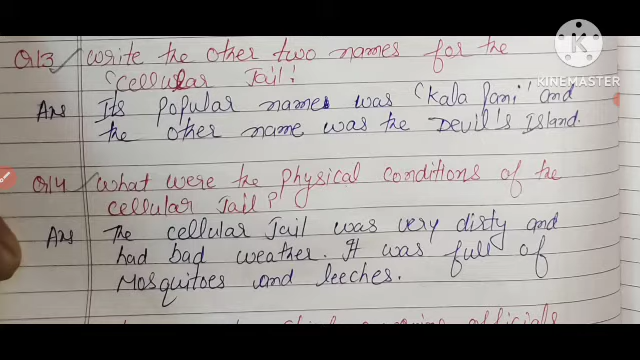 Q13 Write the other two names for the
'Cellular Jail'
Ans Its popular names was 'Kala Pani' and
the other name was the Devil's Island.
Q14 What were the physical conditions of the
cellular Jail?
Ans The cellular Jail was very disty and
had bad weather. It was full of
Mosquitoes and leeches.
officials
KINEMASTER